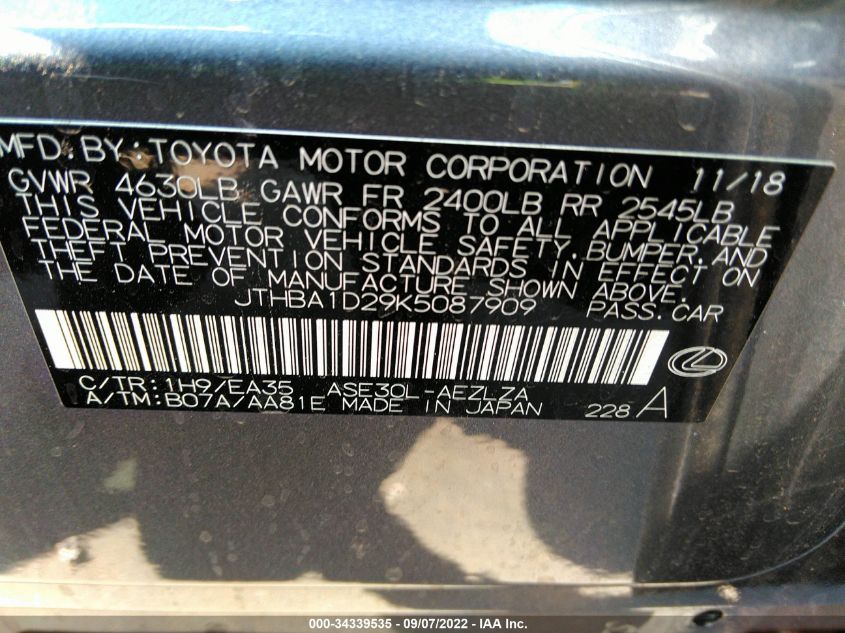 MFD.BY:TOYOTA MOTOR CORPORATION 11/18
GVWR 4630LB GAWR FR 2400LB RR 2545LB
THIS VEHICLE CONFORMS TO ALL APPLICABLE
FEDERAL MOTOR VEHICLE SAFETY,BUMPER,AND
THEFT PREVENTION STANDARDS IN EFFECT ON
THE DATE OF MANUFACTURE SHOWN ABOVE.
JTHBA1D29K5087909 PASS.CAR
C/TR:1H9/EA35 ASE30L-AEZLZA
A/TM:B07A/AA81E MADE IN JAPAN 228 A
000-34339535 - 09/07/2022 - IAA Inc.